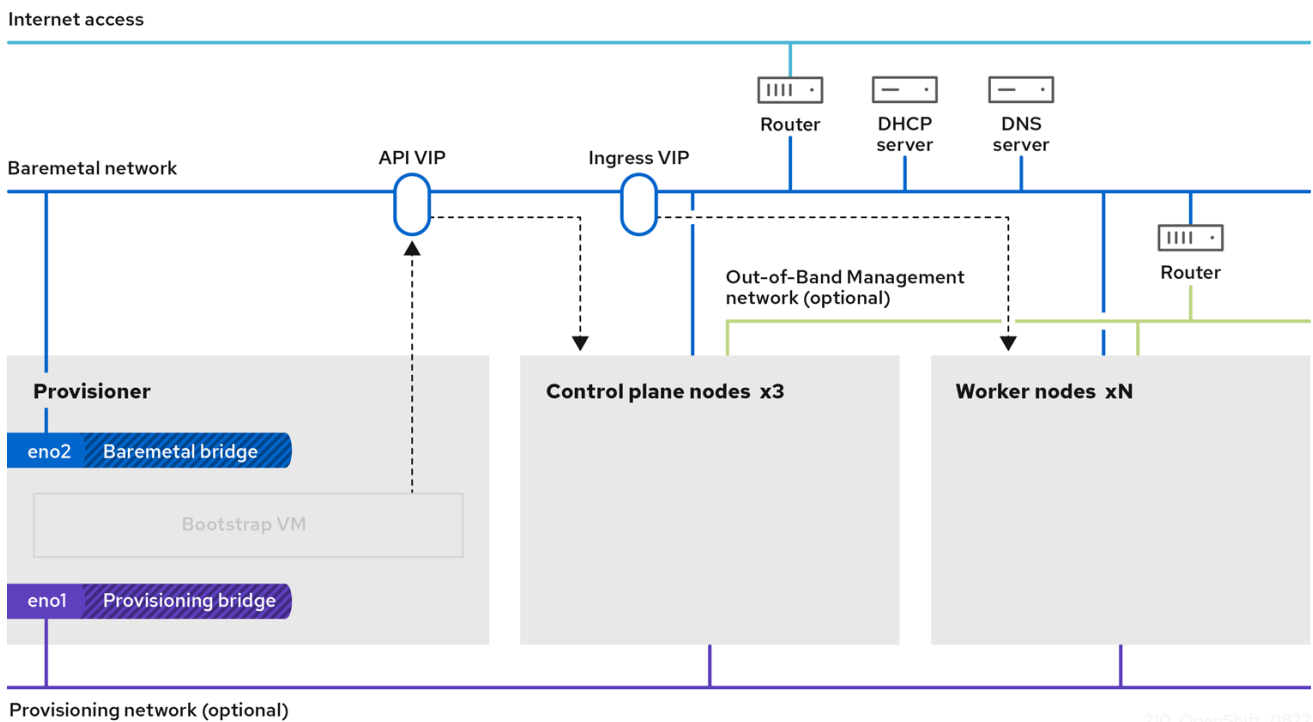 Internet access
Router
DHCP
server
DNS
server
Baremetal network
API VIP
Ingress VIP
Router
Out-of-Band Management
network (optional)
Provisioner
Control plane nodes x3
Worker nodes xN
eno2
Baremetal bridge
Bootstrap VM
eno1
Provisioning bridge
Provisioning network (optional)
210_OpenShift_0822